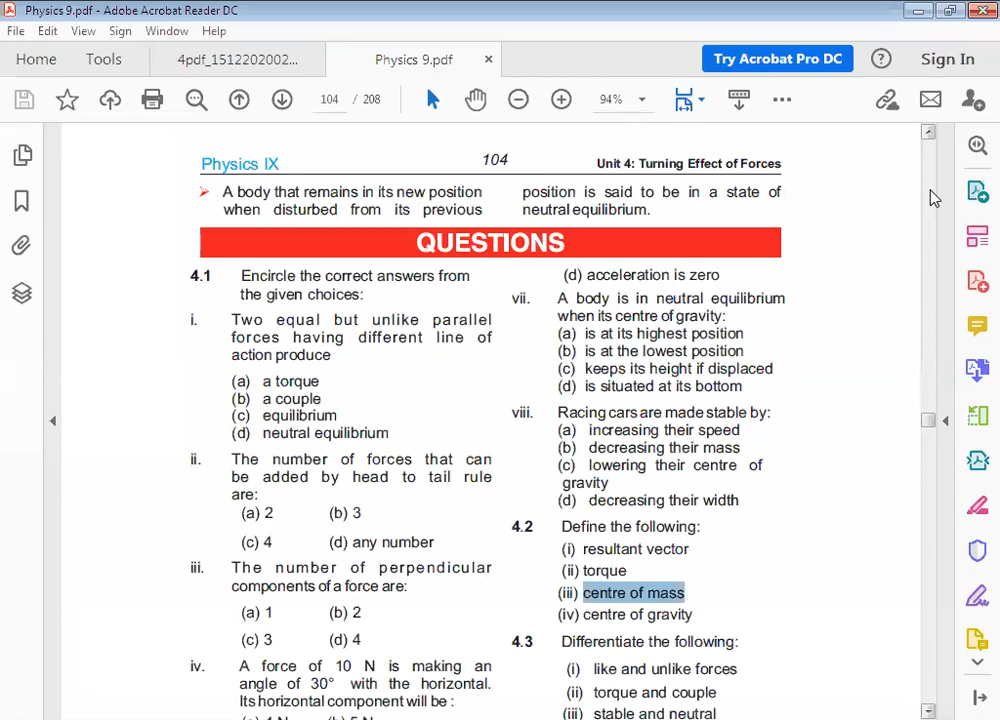 Physics 9.pdf - Adobe Acrobat Reader DC
File Edit View Sign Window Help
Home Tools 4pdf_1512202002... Physics 9.pdf ×
Try Acrobat Pro DC ? Sign In
104 / 208 94%
Physics IX 104 Unit 4: Turning Effect of Forces
➢ A body that remains in its new position
when disturbed from its previous
position is said to be in a state of
neutral equilibrium.
QUESTIONS
4.1 Encircle the correct answers from
the given choices:
i. Two equal but unlike parallel
forces having different line of
action produce
(a) a torque
(b) a couple
(c) equilibrium
(d) neutral equilibrium
ii. The number of forces that can
be added by head to tail rule
are:
(a) 2 (b) 3
(c) 4 (d) any number
iii. The number of perpendicular
components of a force are:
(a) 1 (b) 2
(c) 3 (d) 4
iv. A force of 10 N is making an
angle of 30° with the horizontal.
Its horizontal component will be :
(a) 4 N (b) 5 N
(d) acceleration is zero
vii. A body is in neutral equilibrium
when its centre of gravity:
(a) is at its highest position
(b) is at the lowest position
(c) keeps its height if displaced
(d) is situated at its bottom
viii. Racing cars are made stable by:
(a) increasing their speed
(b) decreasing their mass
(c) lowering their centre of
gravity
(d) decreasing their width
4.2 Define the following:
(i) resultant vector
(ii) torque
(iii) centre of mass
(iv) centre of gravity
4.3 Differentiate the following:
(i) like and unlike forces
(ii) torque and couple
(iii) stable and neutral